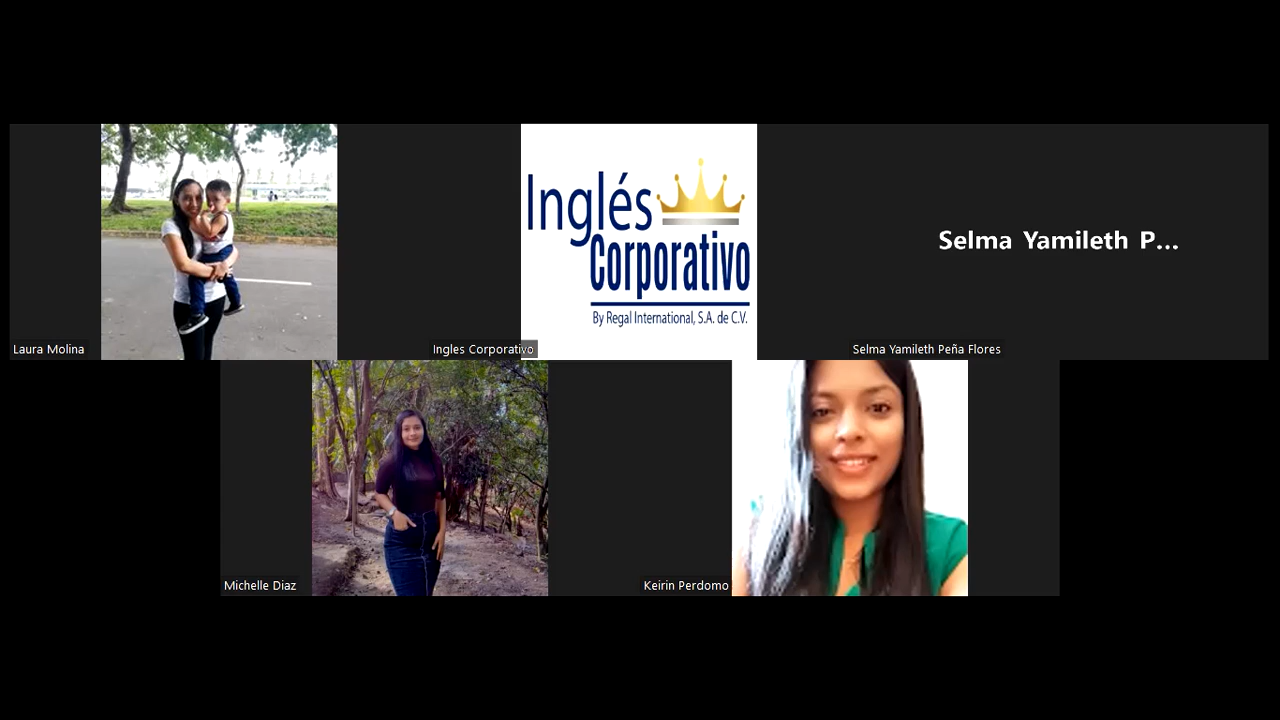 Inglés
Corporativo
By Regal International, S.A. de C.V.
Selma Yamileth P...
Laura Molina
Ingles Corporativo
Selma Yamileth Peña Flores
Michelle Diaz
Keirin Perdomo